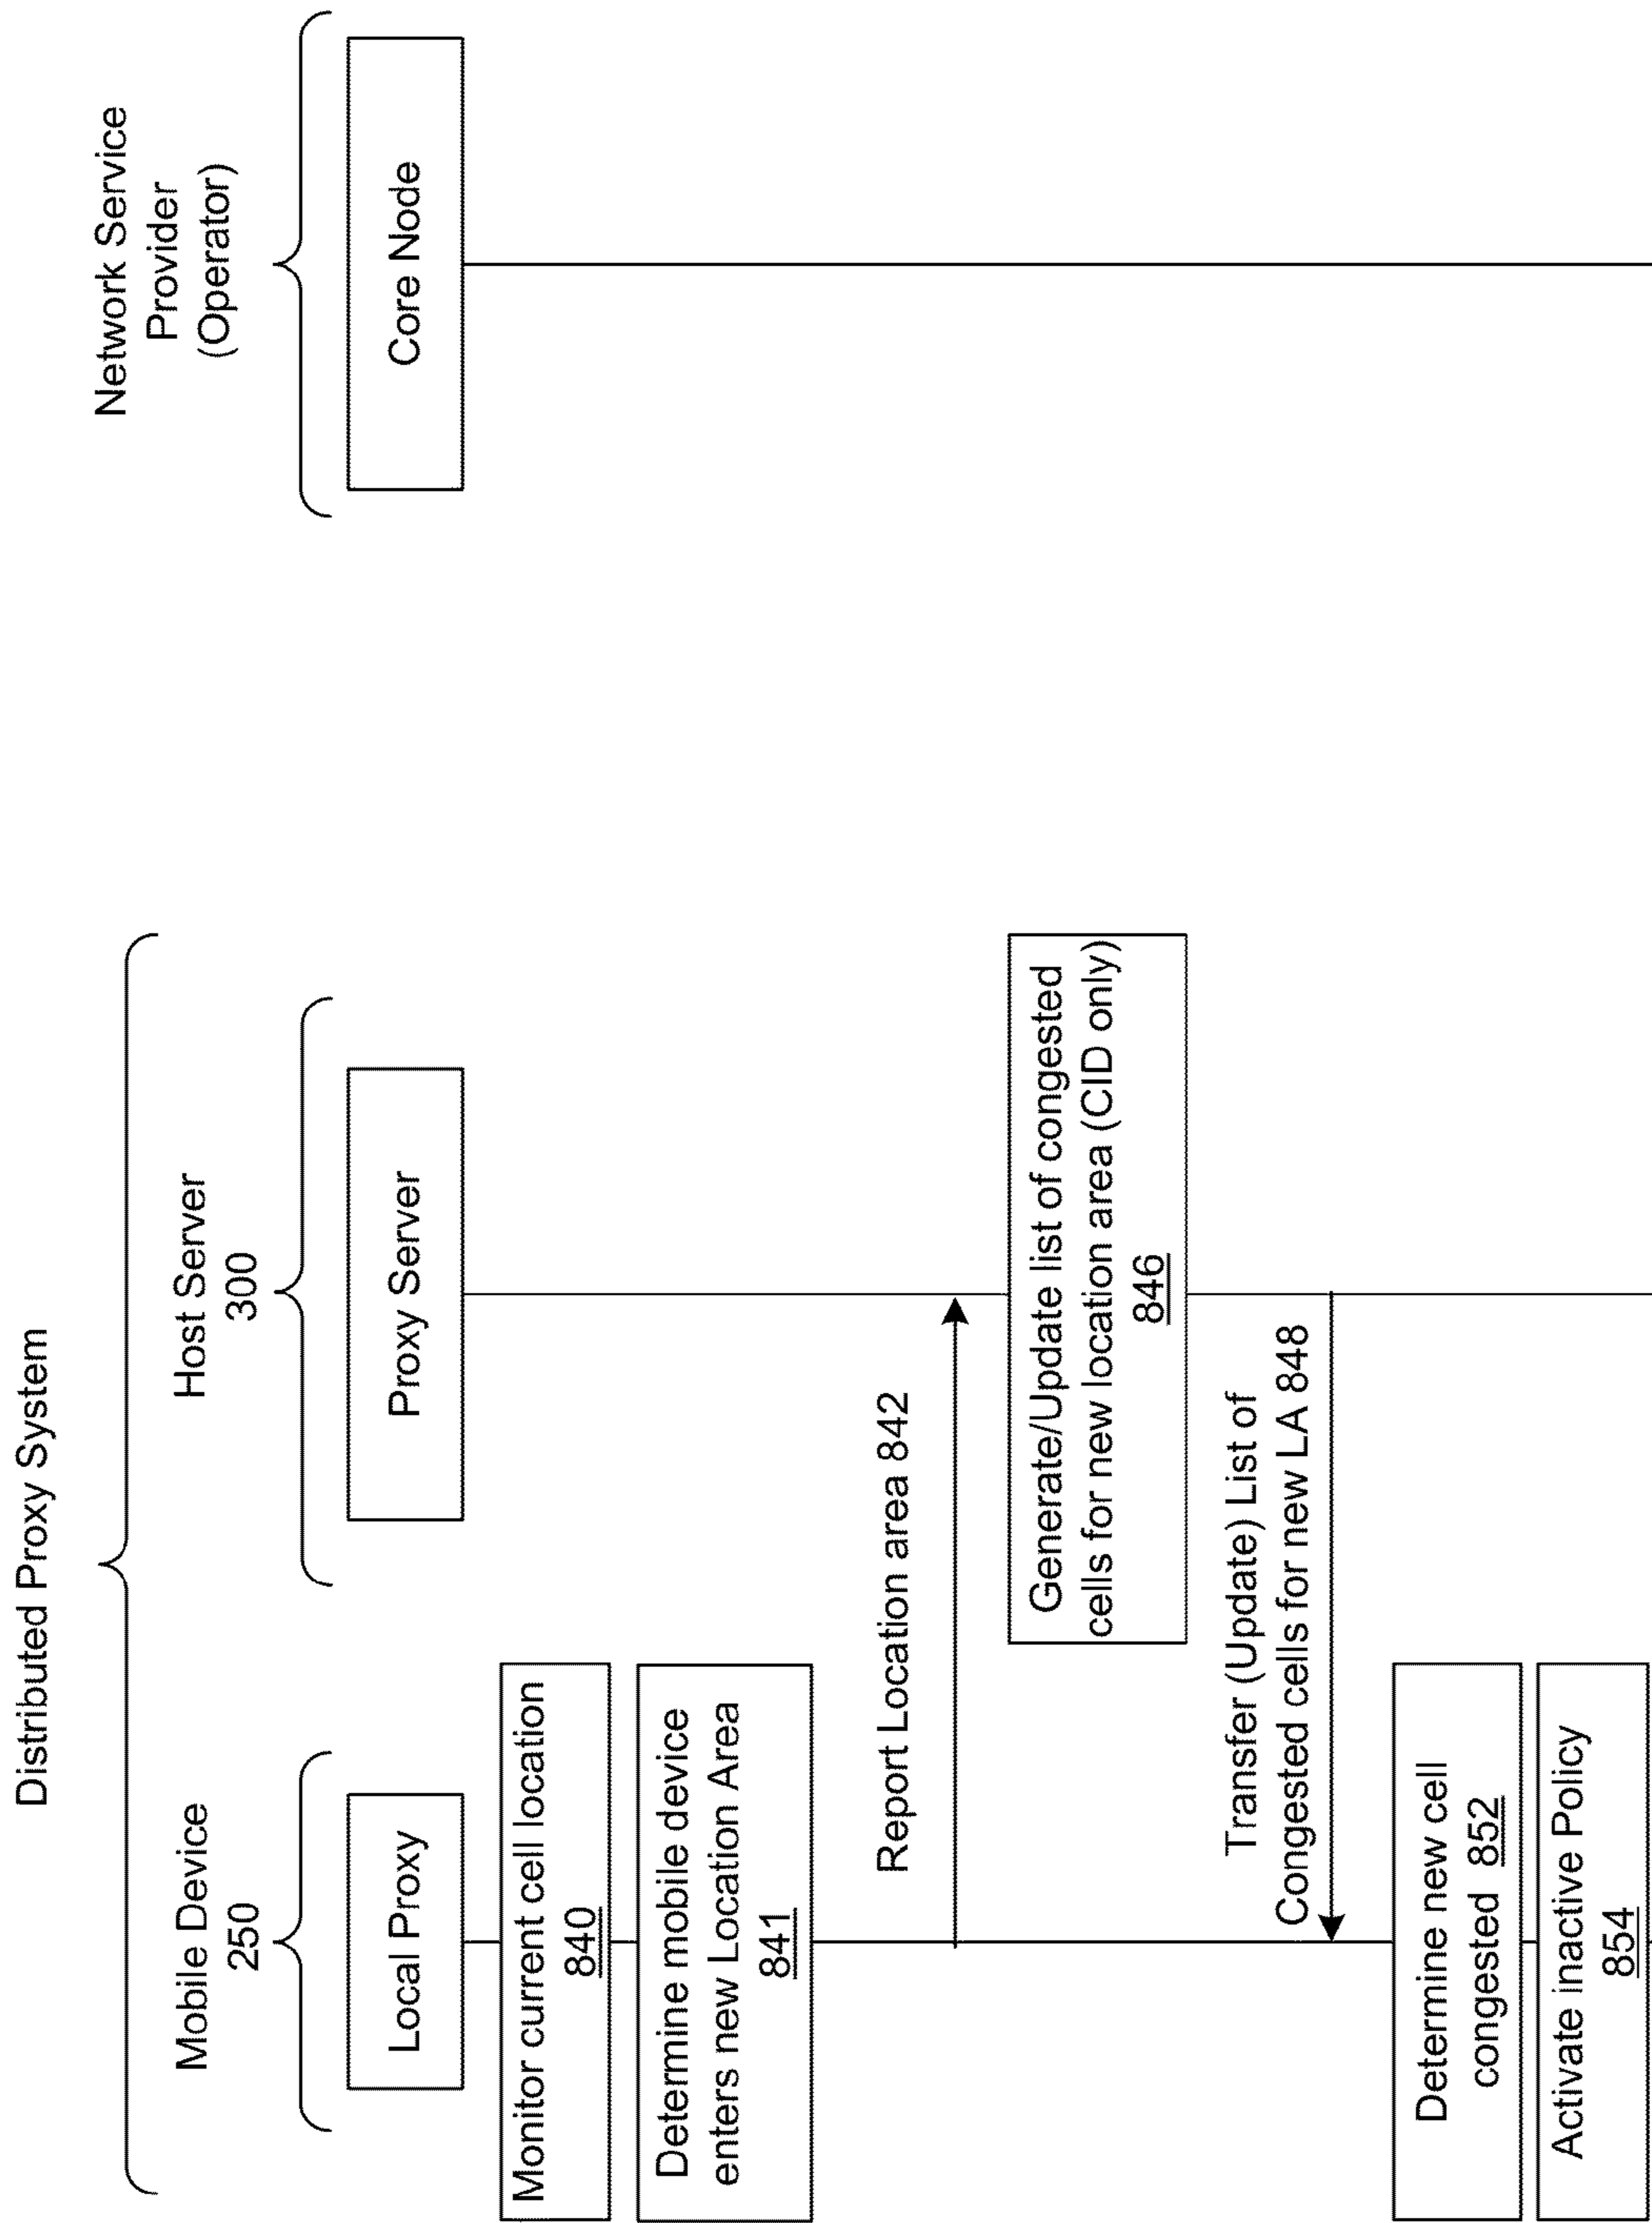 Distributed Proxy System
Mobile Device
250
Host Server
300
Network Service
Provider
(Operator)
Local Proxy
Proxy Server
Core Node
Monitor current cell location
840
Determine mobile device
enters new Location Area
841
Report Location area 842
Generate/Update list of congested
cells for new location area (CID only)
846
Transfer (Update) List of
Congested cells for new LA 848
Determine new cell
congested 852
Activate inactive Policy
854